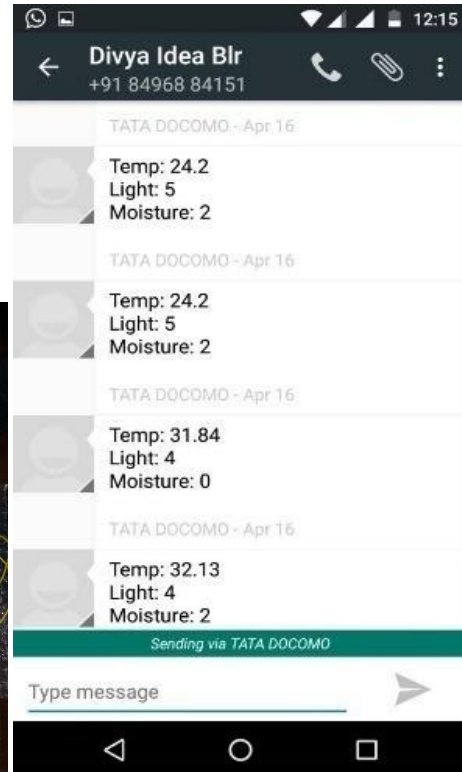 12:15
Divya Idea Blr
+91 84968 84151
TATA DOCOMO - Apr 16
Temp: 24.2
Light: 5
Moisture: 2
TATA DOCOMO - Apr 16
Temp: 24.2
Light: 5
Moisture: 2
TATA DOCOMO - Apr 16
Temp: 31.84
Light: 4
Moisture: 0
TATA DOCOMO - Apr 16
Temp: 32.13
Light: 4
Moisture: 2
Sending via TATA DOCOMO
Type message